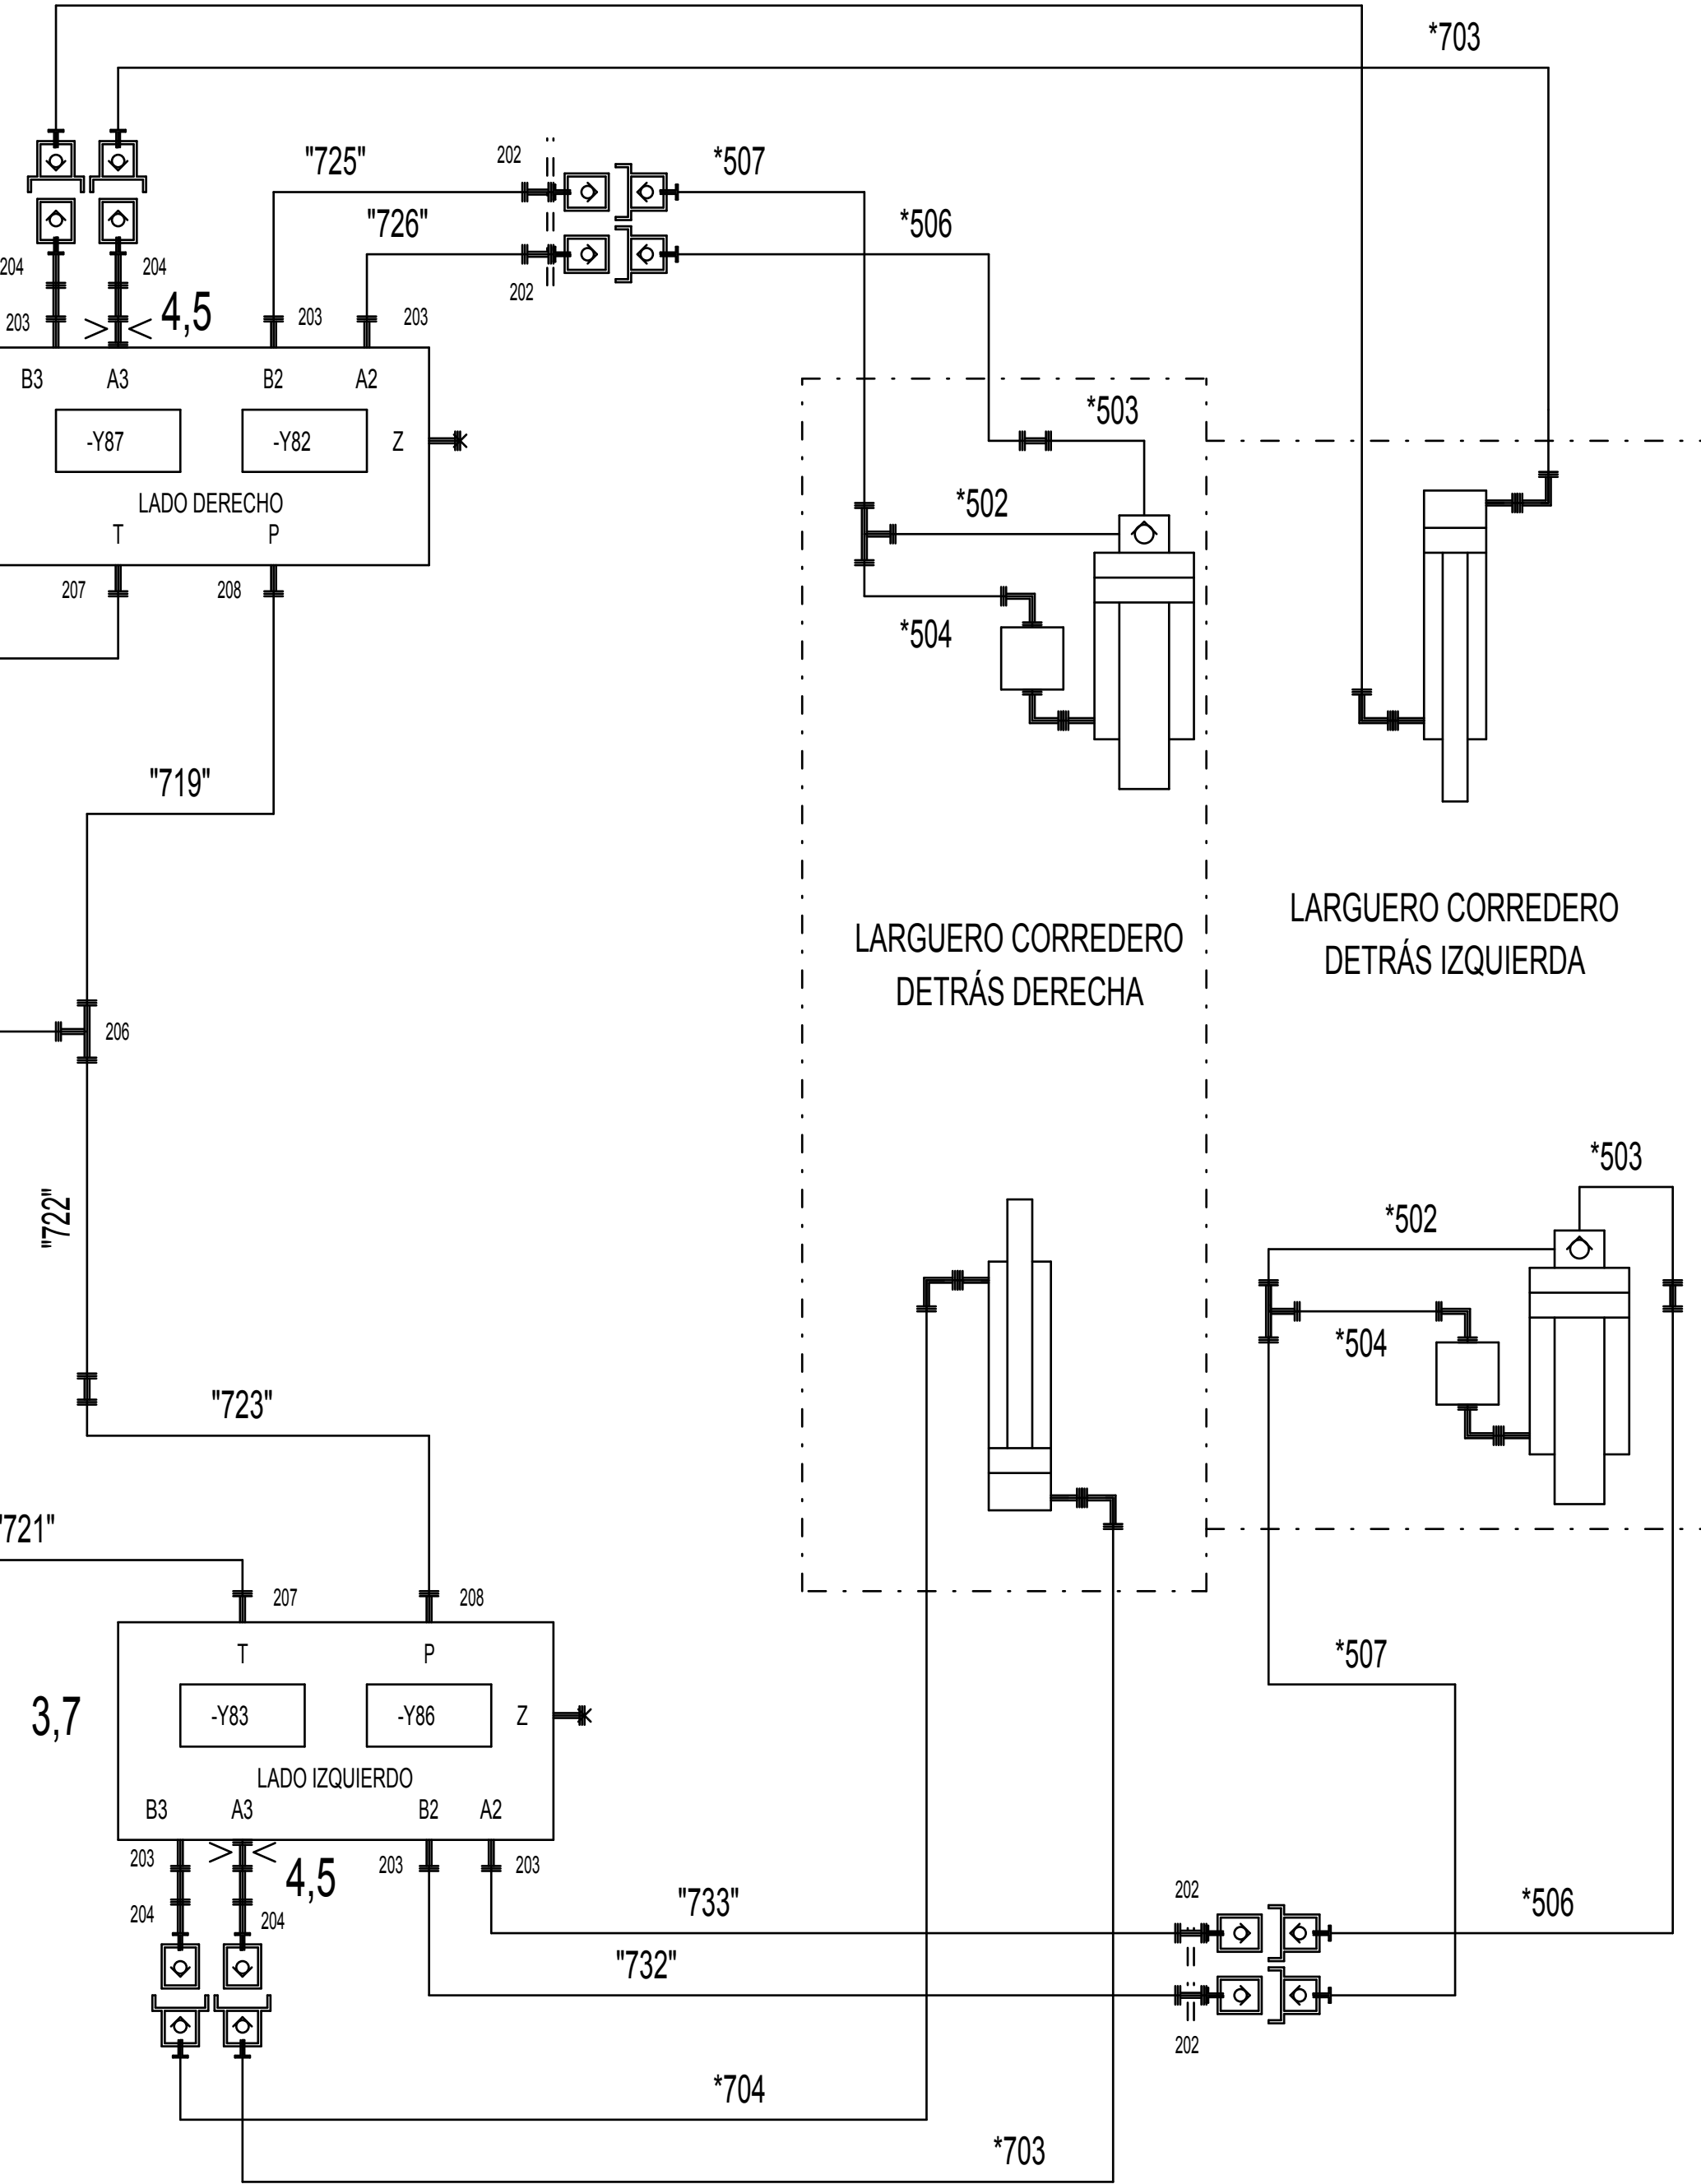 *703
"725"
202
*507
"726"
*506
204
204
202
4,5
203
203
203
B3
A3
B2
A2
*503
-Y87
-Y82
Z
LADO DERECHO
*502
T
P
207
208
*504
"719"
LARGUERO CORREDERO
DETRÁS IZQUIERDA
LARGUERO CORREDERO
DETRÁS DERECHA
206
*503
"722"
*502
*504
"723"
"721"
207
208
T
P
*507
3,7
-Y83
-Y86
Z
LADO IZQUIERDO
B3
A3
B2
A2
203
4,5
203
203
202
"733"
*506
204
204
"732"
202
*704
*703